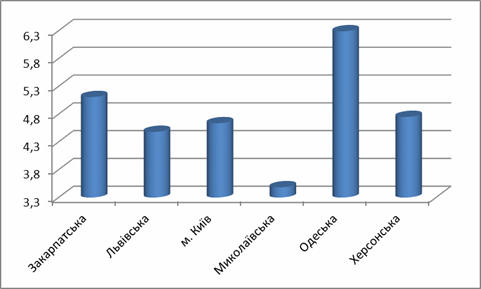 6,3
5,8
5,3
4,8
4,3
3,8
3,3
Закарпатська
Львівська
м. Київ
Миколаївська
Одеська
Херсонська